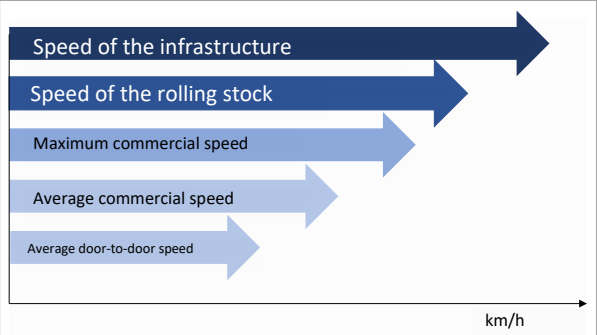 Speed of the infrastructure
Speed of the rolling stock
Maximum commercial speed
Average commercial speed
Average door-to-door speed
km/h